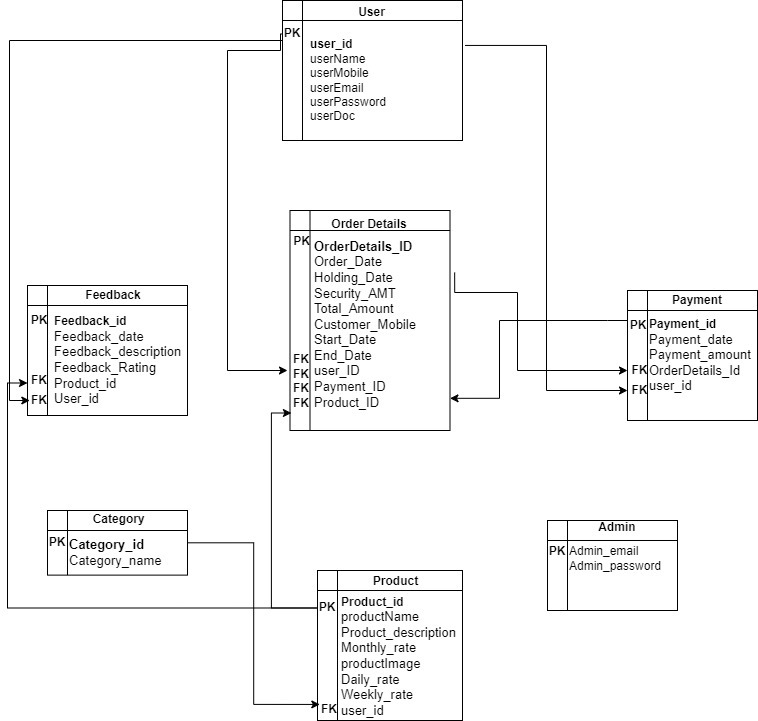 User
PK
user_id
userName
userMobile
userEmail
userPassword
userDoc
Order Details
PK
OrderDetails_ID
Order_Date
Holding_Date
Security_AMT
Total_Amount
Customer_Mobile
Start_Date
FK End_Date
FK user_ID
FK Payment_ID
FK Product_ID
Feedback
PK Feedback_id
Feedback_date
Feedback_description
Feedback_Rating
FK Product_id
FK User_id
Payment
PK Payment_id
Payment_date
Payment_amount
FK OrderDetails_Id
FK user_id
Category
PK Category_id
Category_name
Admin
PK Admin_email
Admin_password
Product
PK Product_id
productName
Product_description
Monthly_rate
productImage
Daily_rate
Weekly_rate
FK user_id